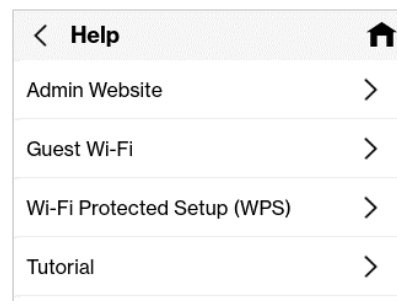 Help
Admin Website
Guest Wi-Fi
Wi-Fi Protected Setup (WPS)
Tutorial